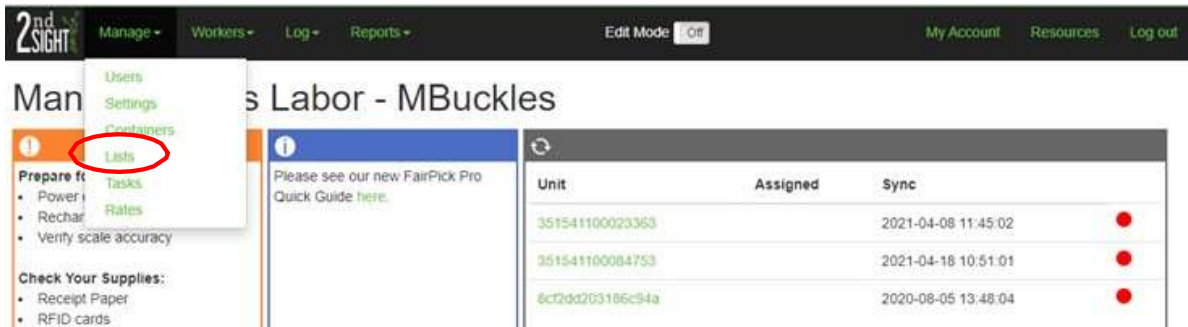 2nd SIGHT Manage Workers Log Reports Edit Mode Off My Account Resources Log out
Users
Settings
Containers
Lists
Tasks
Rates
Man s Labor - MBuckles
Prepare fo
Power
Rechar
Verify scale accuracy
Check Your Supplies:
Receipt Paper
RFID cards
Please see our new FairPick Pro
Quick Guide here.
Unit Assigned Sync
351541100023363 2021-04-08 11:45:02
351541100084753 2021-04-18 10:51:01
8cf2dd203186c94a 2020-08-05 13:48:04